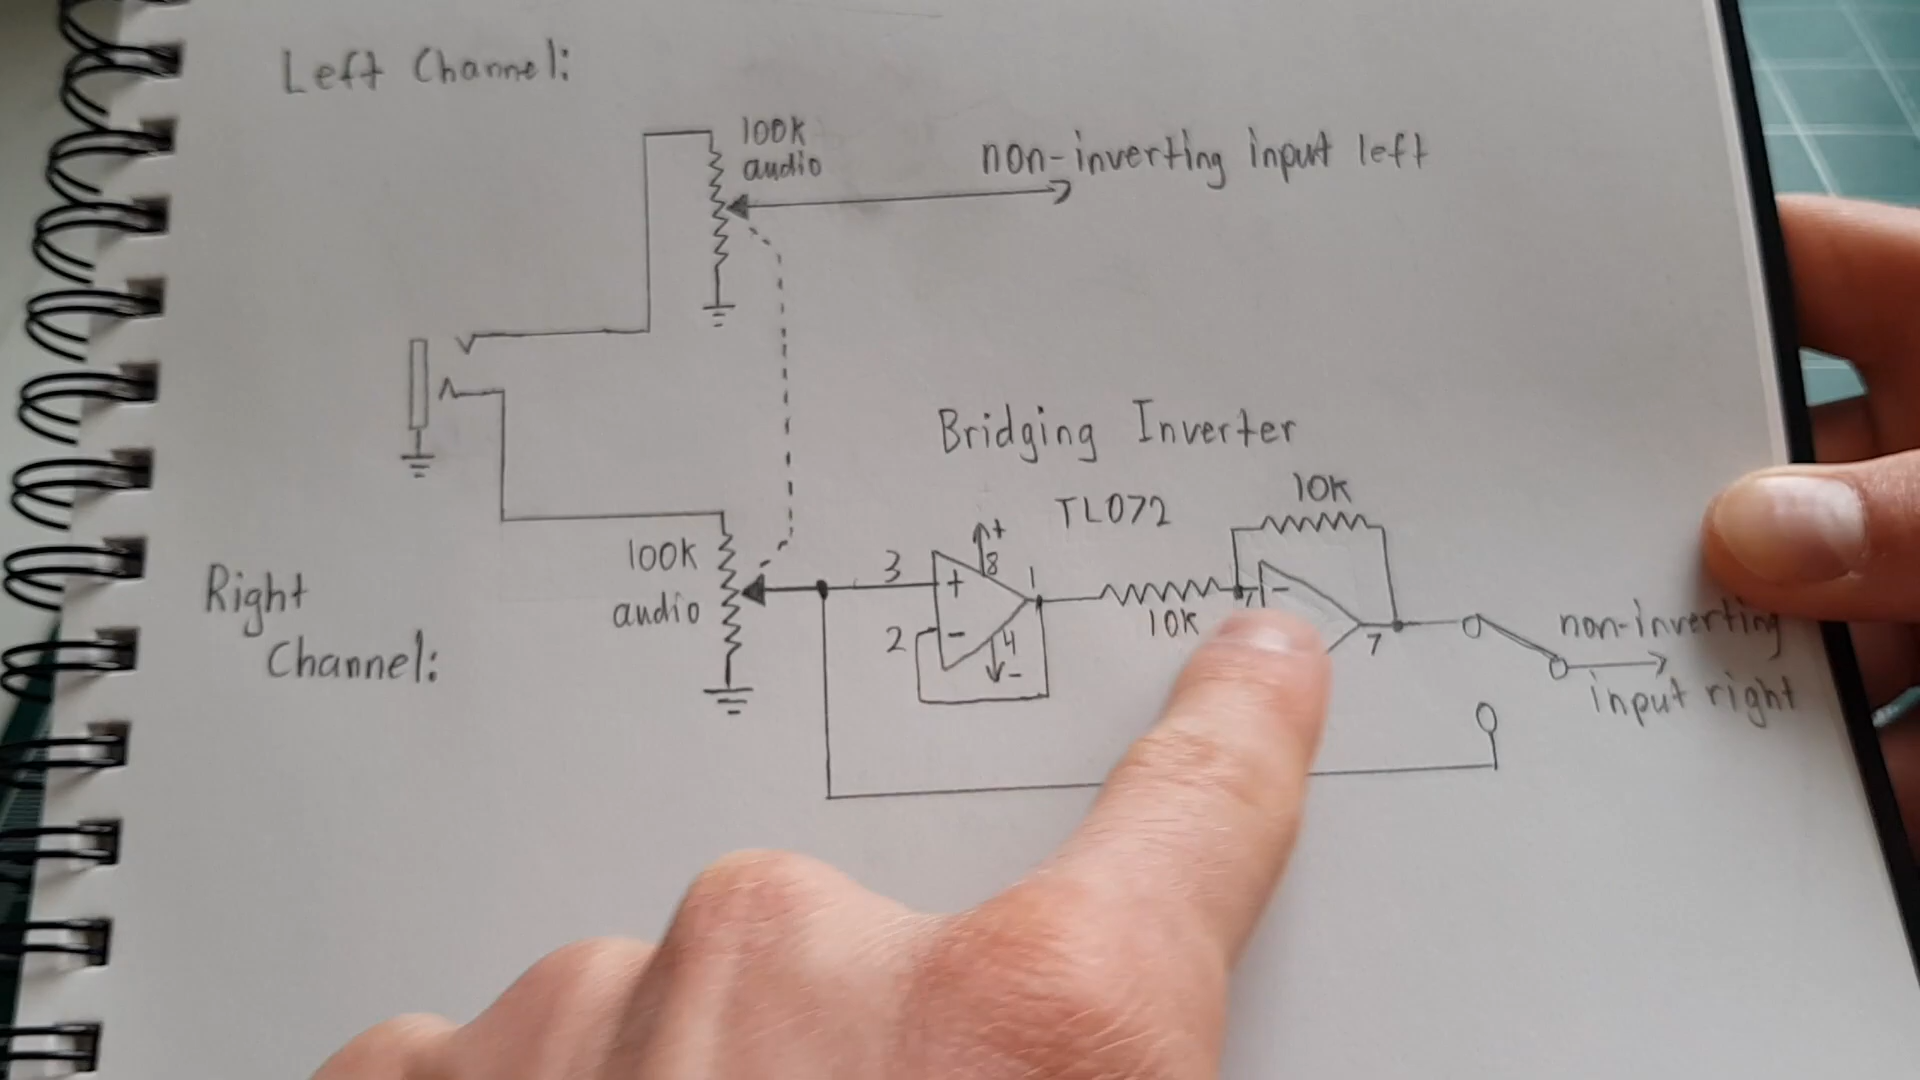 Left Channel:
100K
audio
non-inverting input left
Bridging Inverter
TL072
10K
Right
Channel:
100K
audio
3
+
8
+
1
2
-
4
-
10K
-
7
non-inverting
input right